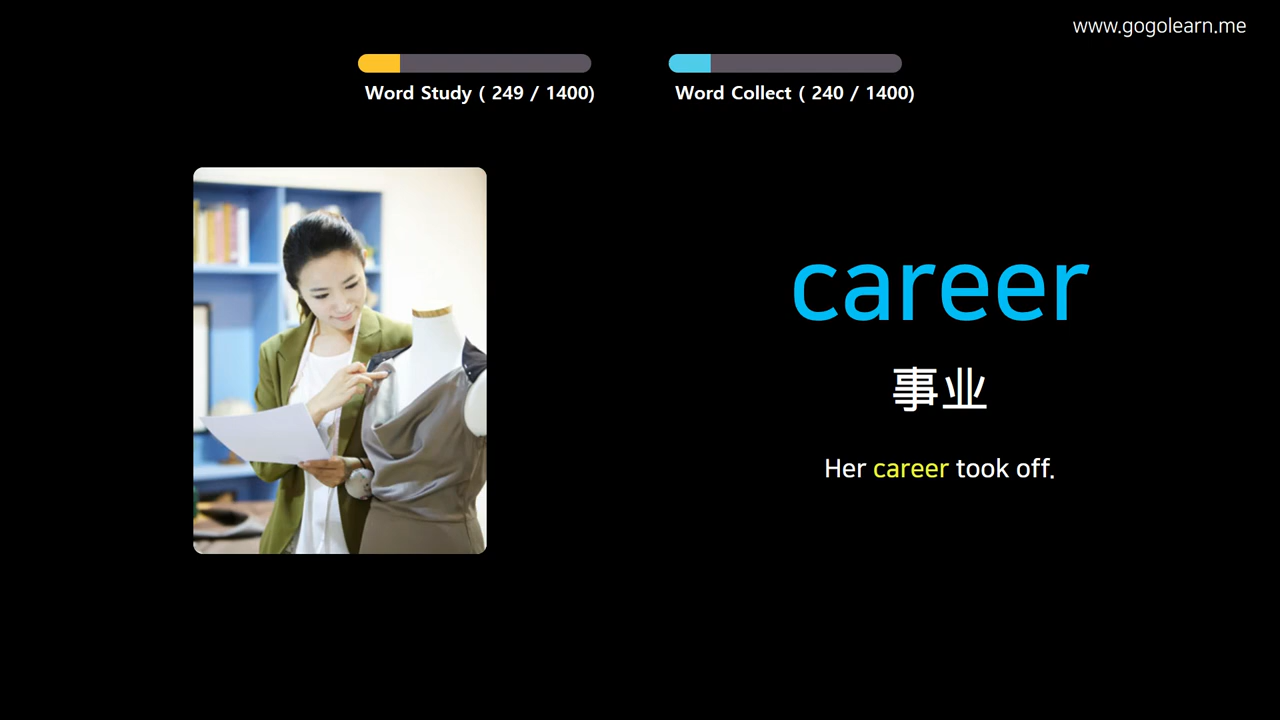 www.gogolearn.me
Word Study ( 249 / 1400)
Word Collect ( 240 / 1400)
career
事业
Her career took off.